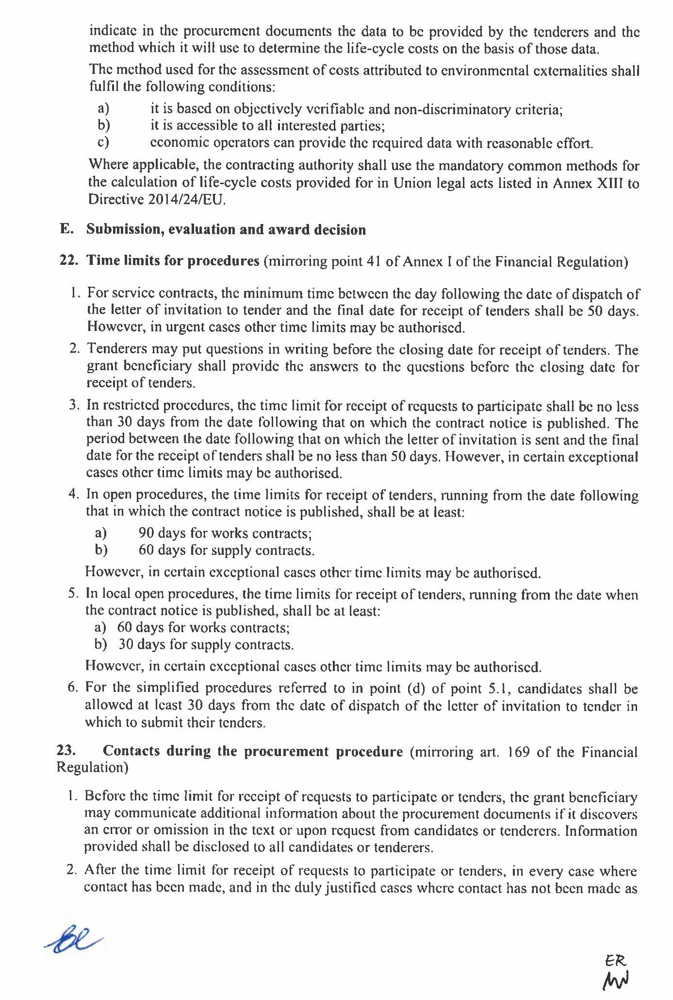 indicate in the procurement documents the data to be provided by the tenderers and the
method which it will use to determine the life-cycle costs on the basis of those data.
The method used for the assessment of costs attributed to environmental externalities shall
fulfil the following conditions:
a) it is based on objectively verifiable and non-discriminatory criteria;
b) it is accessible to all interested parties;
c) economic operators can provide the required data with reasonable effort.
Where applicable, the contracting authority shall use the mandatory common methods for
the calculation of life-cycle costs provided for in Union legal acts listed in Annex XIII to
Directive 2014/24/EU.
E. Submission, evaluation and award decision
22. Time limits for procedures (mirroring point 41 of Annex I of the Financial Regulation)
1. For service contracts, the minimum time between the day following the date of dispatch of
the letter of invitation to tender and the final date for receipt of tenders shall be 50 days.
However, in urgent cases other time limits may be authorised.
2. Tenderers may put questions in writing before the closing date for receipt of tenders. The
grant beneficiary shall provide the answers to the questions before the closing date for
receipt of tenders.
3. In restricted procedures, the time limit for receipt of requests to participate shall be no less
than 30 days from the date following that on which the contract notice is published. The
period between the date following that on which the letter of invitation is sent and the final
date for the receipt of tenders shall be no less than 50 days. However, in certain exceptional
cases other time limits may be authorised.
4. In open procedures, the time limits for receipt of tenders, running from the date following
that in which the contract notice is published, shall be at least:
a) 90 days for works contracts;
b) 60 days for supply contracts.
However, in certain exceptional cases other time limits may be authorised.
5. In local open procedures, the time limits for receipt of tenders, running from the date when
the contract notice is published, shall be at least:
a) 60 days for works contracts;
b) 30 days for supply contracts.
However, in certain exceptional cases other time limits may be authorised.
6. For the simplified procedures referred to in point (d) of point 5.1, candidates shall be
allowed at least 30 days from the date of dispatch of the letter of invitation to tender in
which to submit their tenders.
23. Contacts during the procurement procedure (mirroring art. 169 of the Financial
Regulation)
1. Before the time limit for receipt of requests to participate or tenders, the grant beneficiary
may communicate additional information about the procurement documents if it discovers
an error or omission in the text or upon request from candidates or tenderers. Information
provided shall be disclosed to all candidates or tenderers.
2. After the time limit for receipt of requests to participate or tenders, in every case where
contact has been made, and in the duly justified cases where contact has not been made as
ER